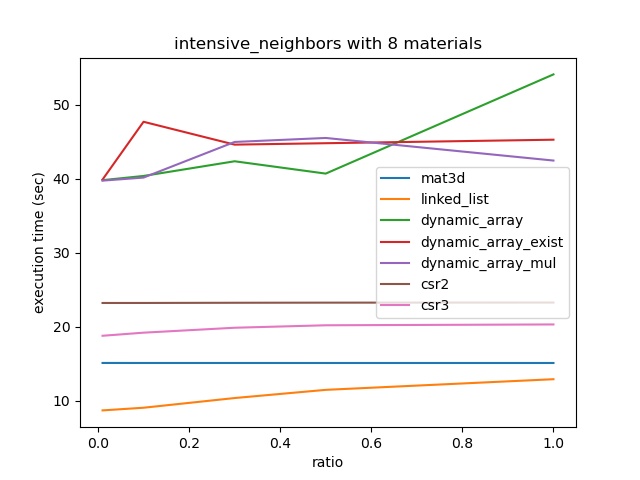 intensive_neighbors with 8 materials
execution time (sec)
50
40
30
20
10
mat3d
linked_list
dynamic_array
dynamic_array_exist
dynamic_array_mul
csr2
csr3
0.0 0.2 0.4 0.6 0.8 1.0
ratio